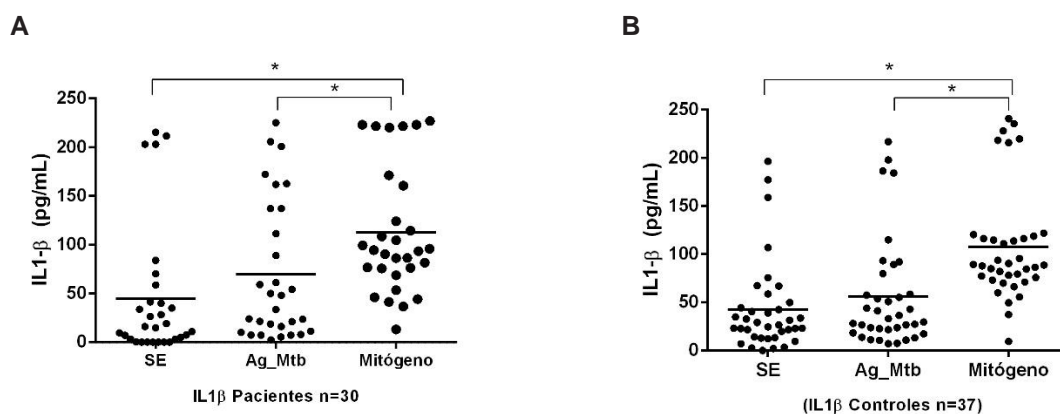 A
*
*
250
200
150
100
50
0
IL1-β (pg/mL)
SE Ag_Mtb Mitógeno
IL1β Pacientes n=30
B
*
*
250
200
150
100
50
0
IL1-β (pg/mL)
SE Ag_Mtb Mitógeno
(IL1β Controles n=37)